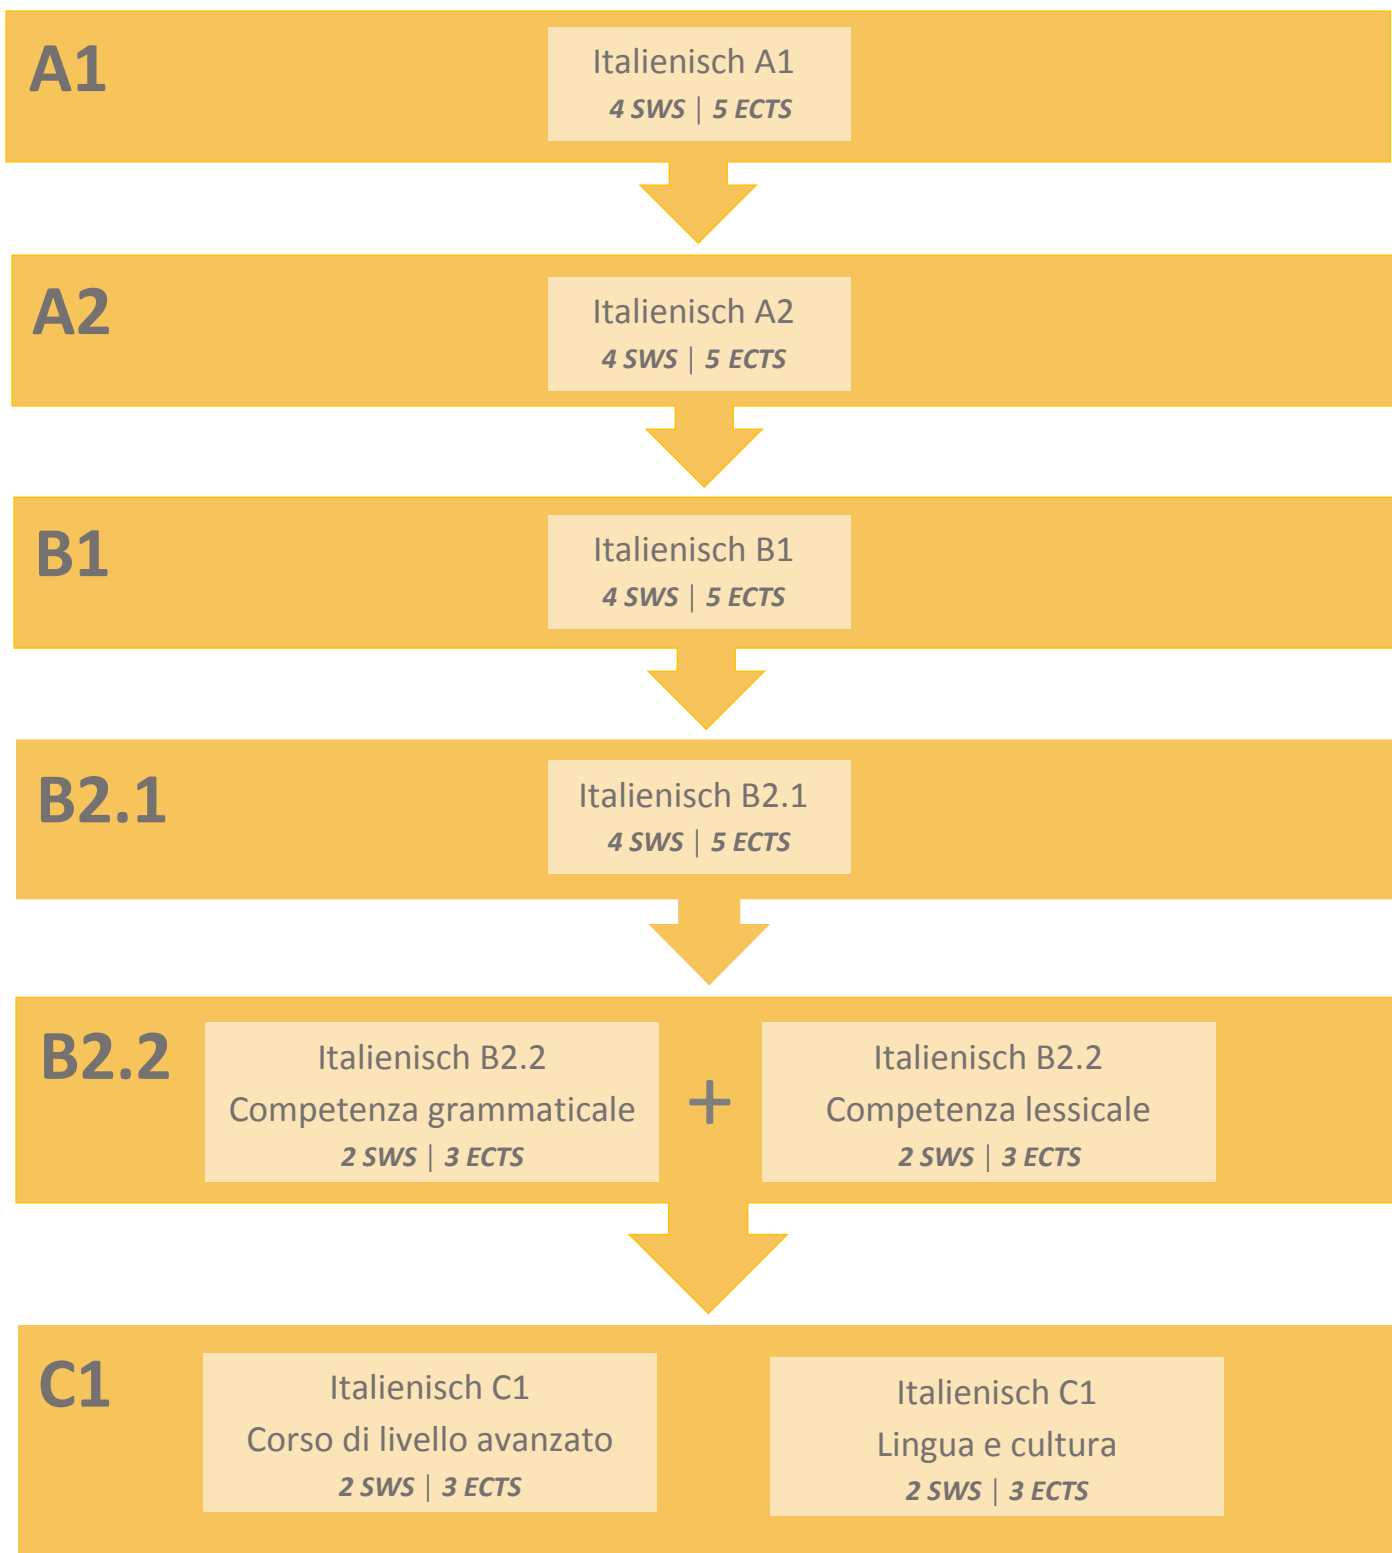 A1
Italienisch A1
4 SWS | 5 ECTS
A2
Italienisch A2
4 SWS | 5 ECTS
B1
Italienisch B1
4 SWS | 5 ECTS
B2.1
Italienisch B2.1
4 SWS | 5 ECTS
B2.2
Italienisch B2.2
Competenza grammaticale
2 SWS | 3 ECTS
+
Italienisch B2.2
Competenza lessicale
2 SWS | 3 ECTS
C1
Italienisch C1
Corso di livello avanzato
2 SWS | 3 ECTS
Italienisch C1
Lingua e cultura
2 SWS | 3 ECTS